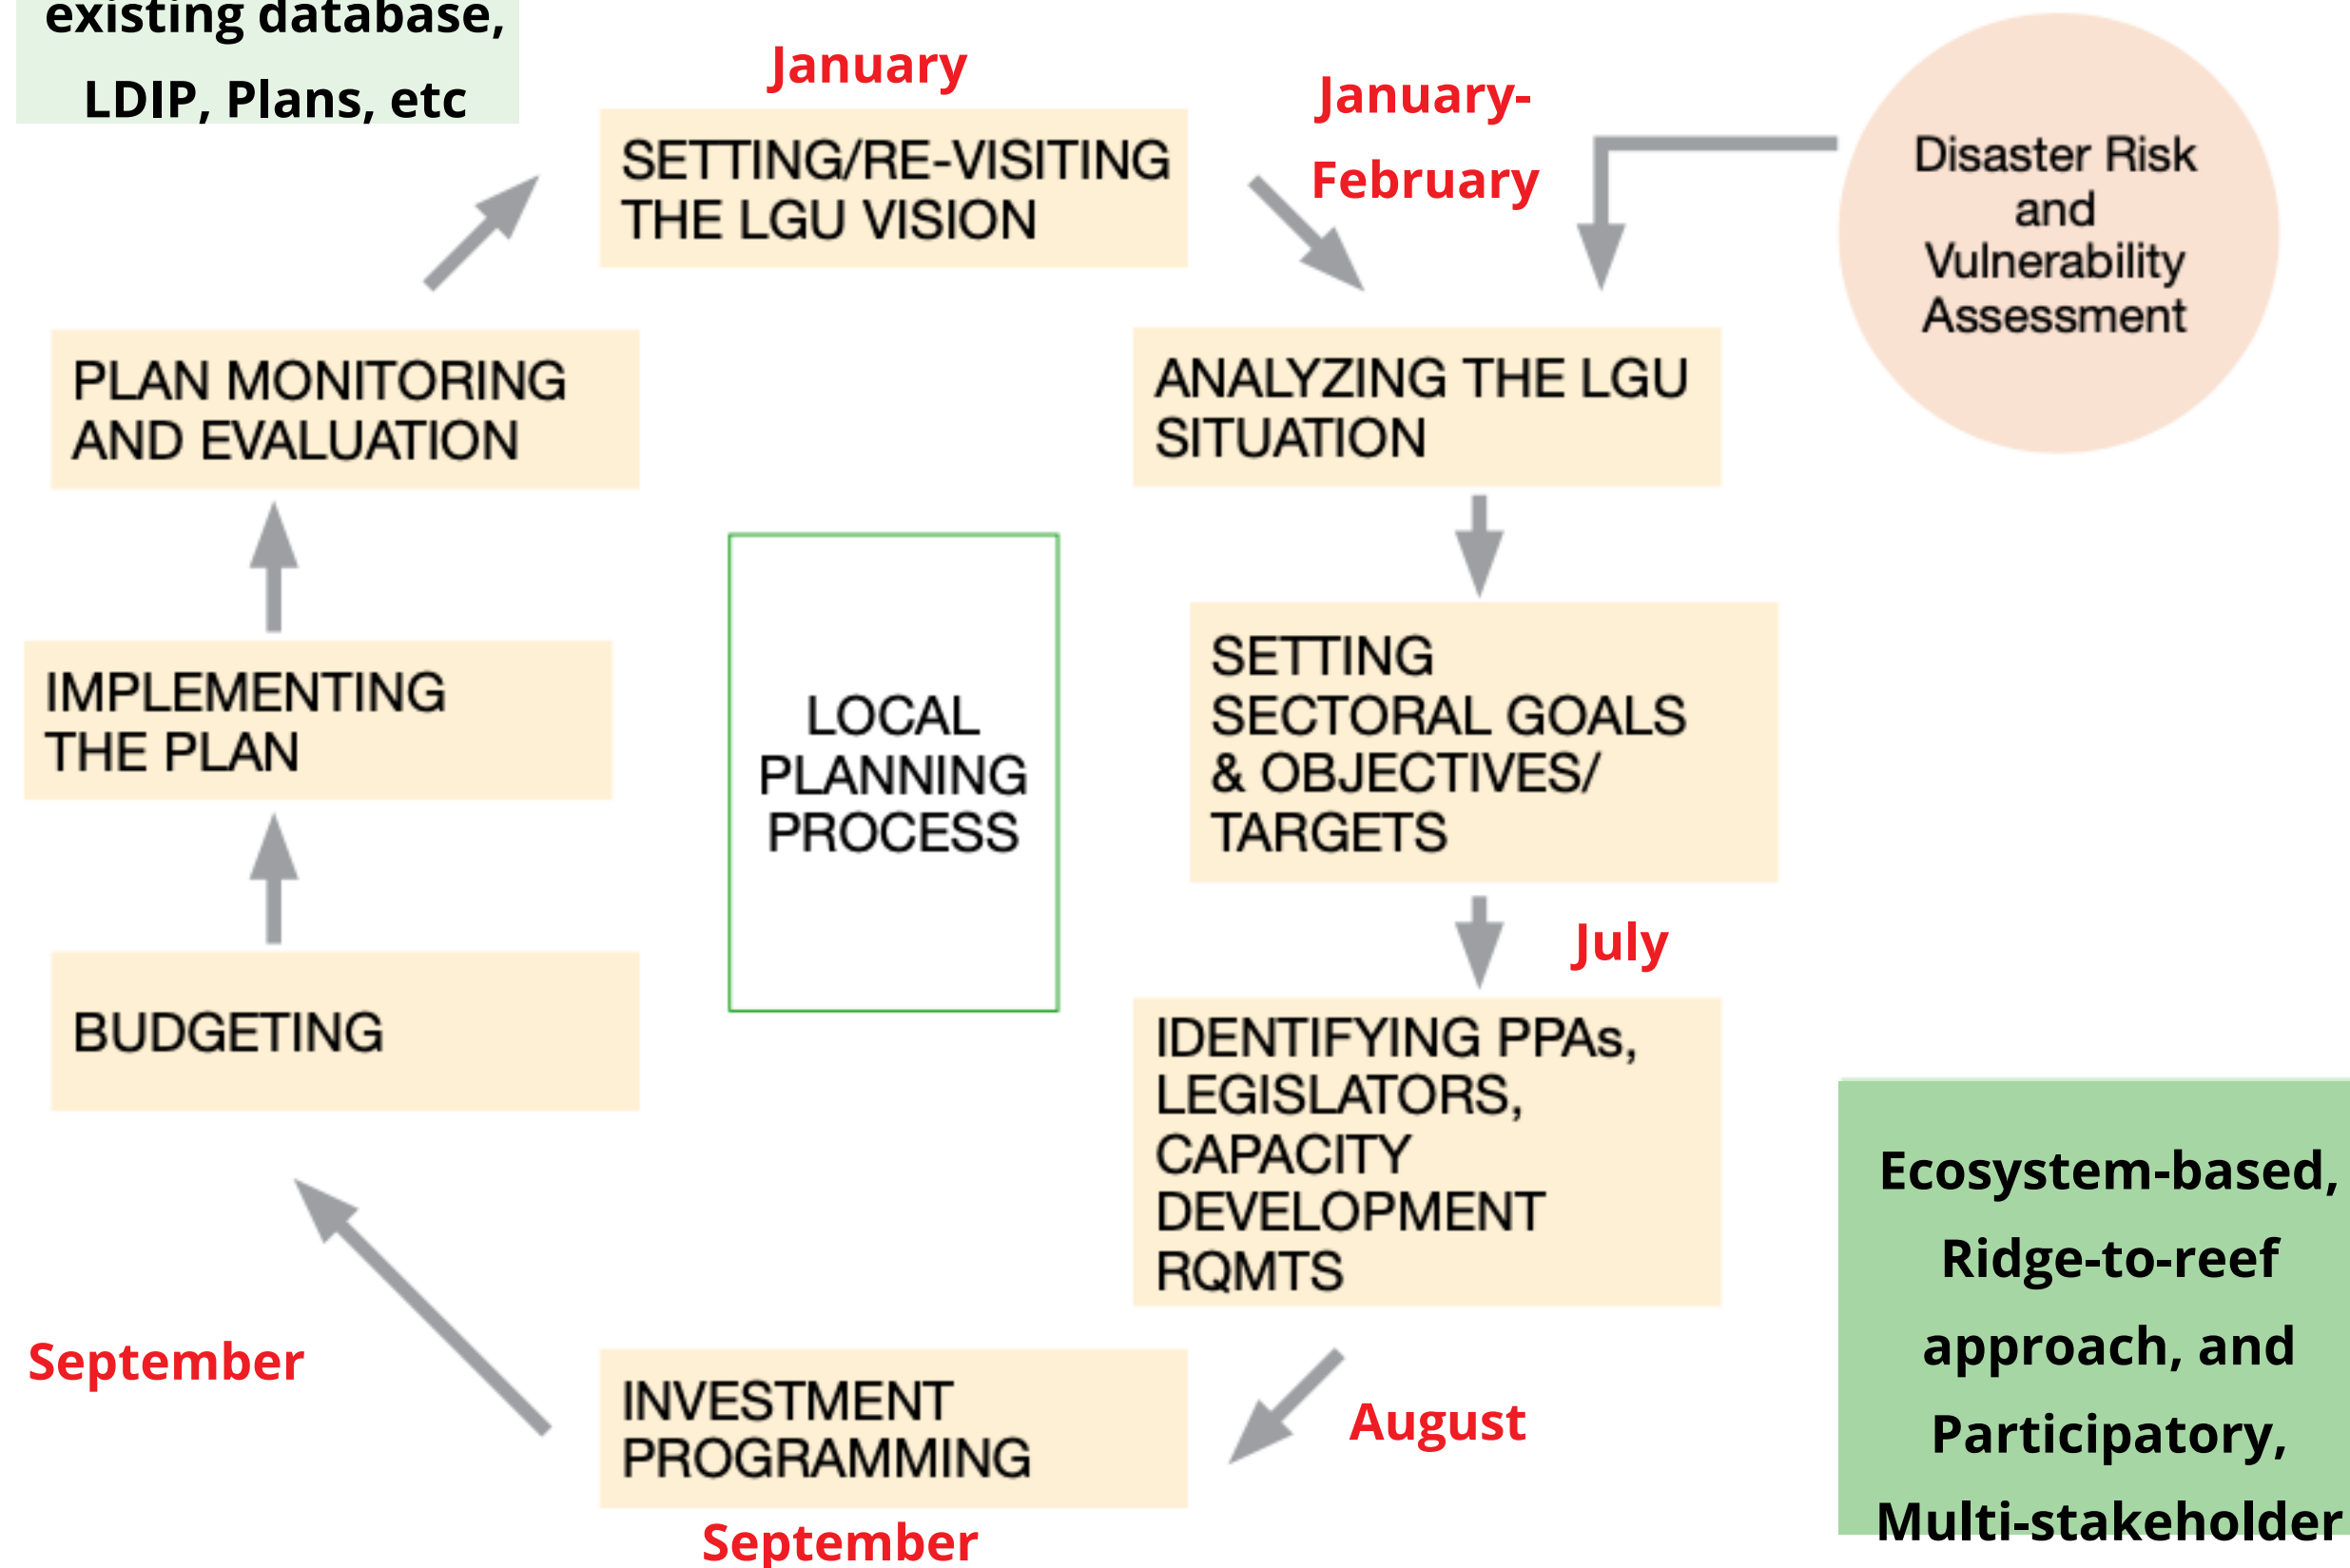 existing database,
LDIP, Plans, etc
January
SETTING/RE-VISITING
THE LGU VISION
January-
February
Disaster Risk
and
Vulnerability
Assessment
ANALYZING THE LGU
SITUATION
SETTING
SECTORAL GOALS
& OBJECTIVES/
TARGETS
July
IDENTIFYING PPAs,
LEGISLATORS,
CAPACITY
DEVELOPMENT
RQMTS
August
INVESTMENT
PROGRAMMING
September
September
BUDGETING
IMPLEMENTING
THE PLAN
PLAN MONITORING
AND EVALUATION
LOCAL
PLANNING
PROCESS
Ecosystem-based,
Ridge-to-reef
approach, and
Participatory,
Multi-stakeholder